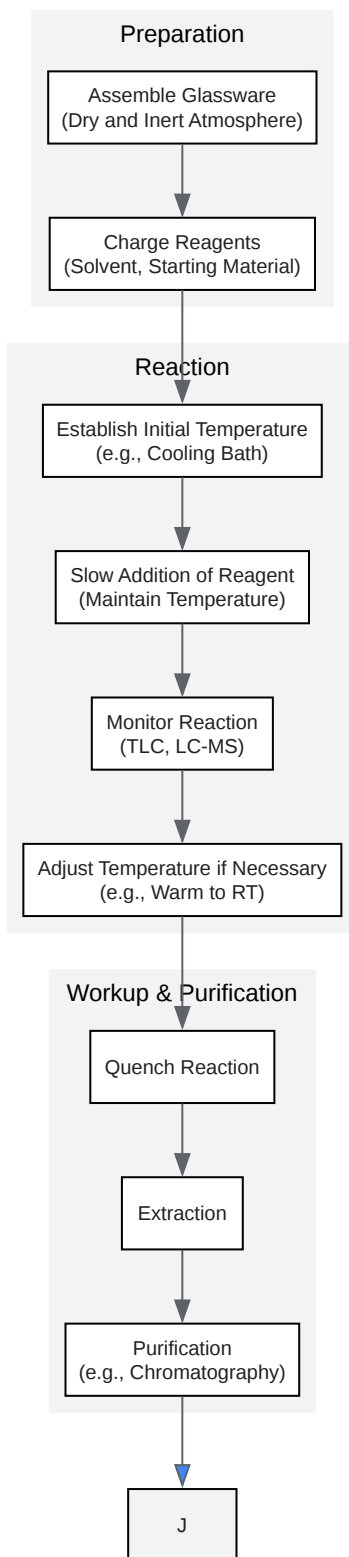 Preparation
Assemble Glassware
(Dry and Inert Atmosphere)
Charge Reagents
(Solvent, Starting Material)
Reaction
Establish Initial Temperature
(e.g., Cooling Bath)
Slow Addition of Reagent
(Maintain Temperature)
Monitor Reaction
(TLC, LC-MS)
Adjust Temperature if Necessary
(e.g., Warm to RT)
Workup & Purification
Quench Reaction
Extraction
Purification
(e.g., Chromatography)
J